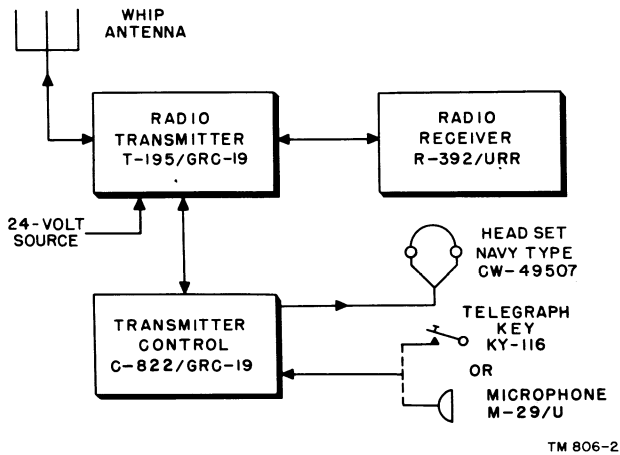 WHIP
ANTENNA
RADIO
TRANSMITTER
T-195/GRC-19
RADIO
RECEIVER
R-392/URR
24-VOLT
SOURCE
HEAD SET
NAVY TYPE
CW-49507
TRANSMITTER
CONTROL
C-822/GRC-19
TELEGRAPH
KEY
KY-116
OR
MICROPHONE
M-29/U
TM 806-2